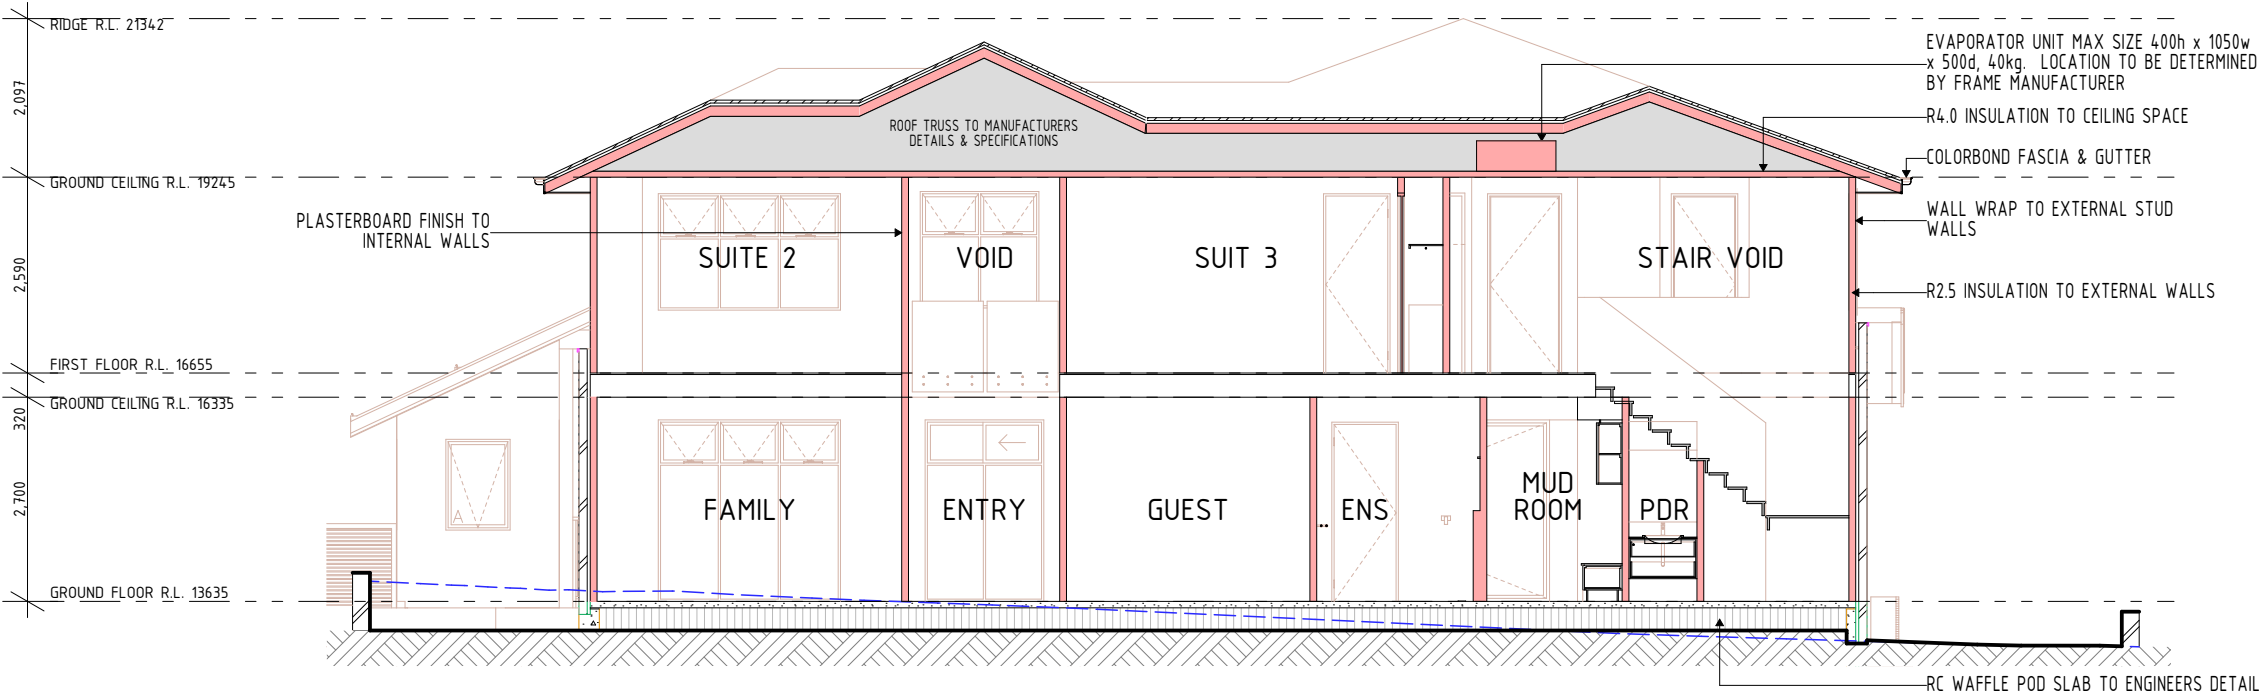 RIDGE R.L. 21342
2,097
GROUND CEILING R.L. 19245
2,590
FIRST FLOOR R.L. 16655
GROUND CEILING R.L. 16335
320
2,700
GROUND FLOOR R.L. 13635
PLASTERBOARD FINISH TO
INTERNAL WALLS
ROOF TRUSS TO MANUFACTURERS
DETAILS & SPECIFICATIONS
SUITE 2
VOID
SUIT 3
STAIR VOID
A
FAMILY
ENTRY
GUEST
ENS
MUD
ROOM
PDR
EVAPORATOR UNIT MAX SIZE 400h x 1050w
x 500d, 40kg. LOCATION TO BE DETERMINED
BY FRAME MANUFACTURER
R4.0 INSULATION TO CEILING SPACE
COLORBOND FASCIA & GUTTER
WALL WRAP TO EXTERNAL STUD
WALLS
R2.5 INSULATION TO EXTERNAL WALLS
RC WAFFLE POD SLAB TO ENGINEERS DETAIL